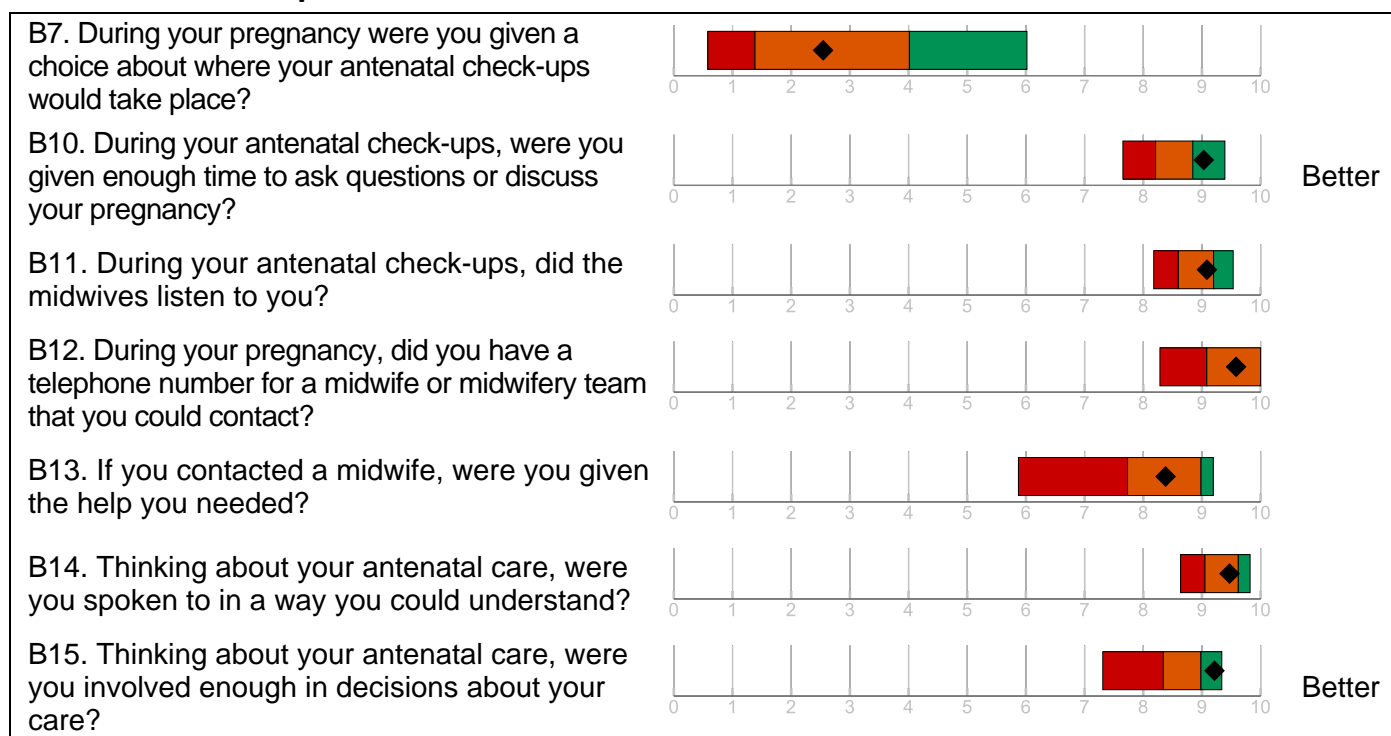 B7. During your pregnancy were you given a
choice about where your antenatal check-ups
would take place?
0 1 2 3 4 5 6 7 8 9 10
B10. During your antenatal check-ups, were you
given enough time to ask questions or discuss
your pregnancy?
0 1 2 3 4 5 6 7 8 9 10
Better
B11. During your antenatal check-ups, did the
midwives listen to you?
0 1 2 3 4 5 6 7 8 9 10
B12. During your pregnancy, did you have a
telephone number for a midwife or midwifery team
that you could contact?
0 1 2 3 4 5 6 7 8 9 10
B13. If you contacted a midwife, were you given
the help you needed?
0 1 2 3 4 5 6 7 8 9 10
B14. Thinking about your antenatal care, were
you spoken to in a way you could understand?
0 1 2 3 4 5 6 7 8 9 10
B15. Thinking about your antenatal care, were
you involved enough in decisions about your
care?
0 1 2 3 4 5 6 7 8 9 10
Better